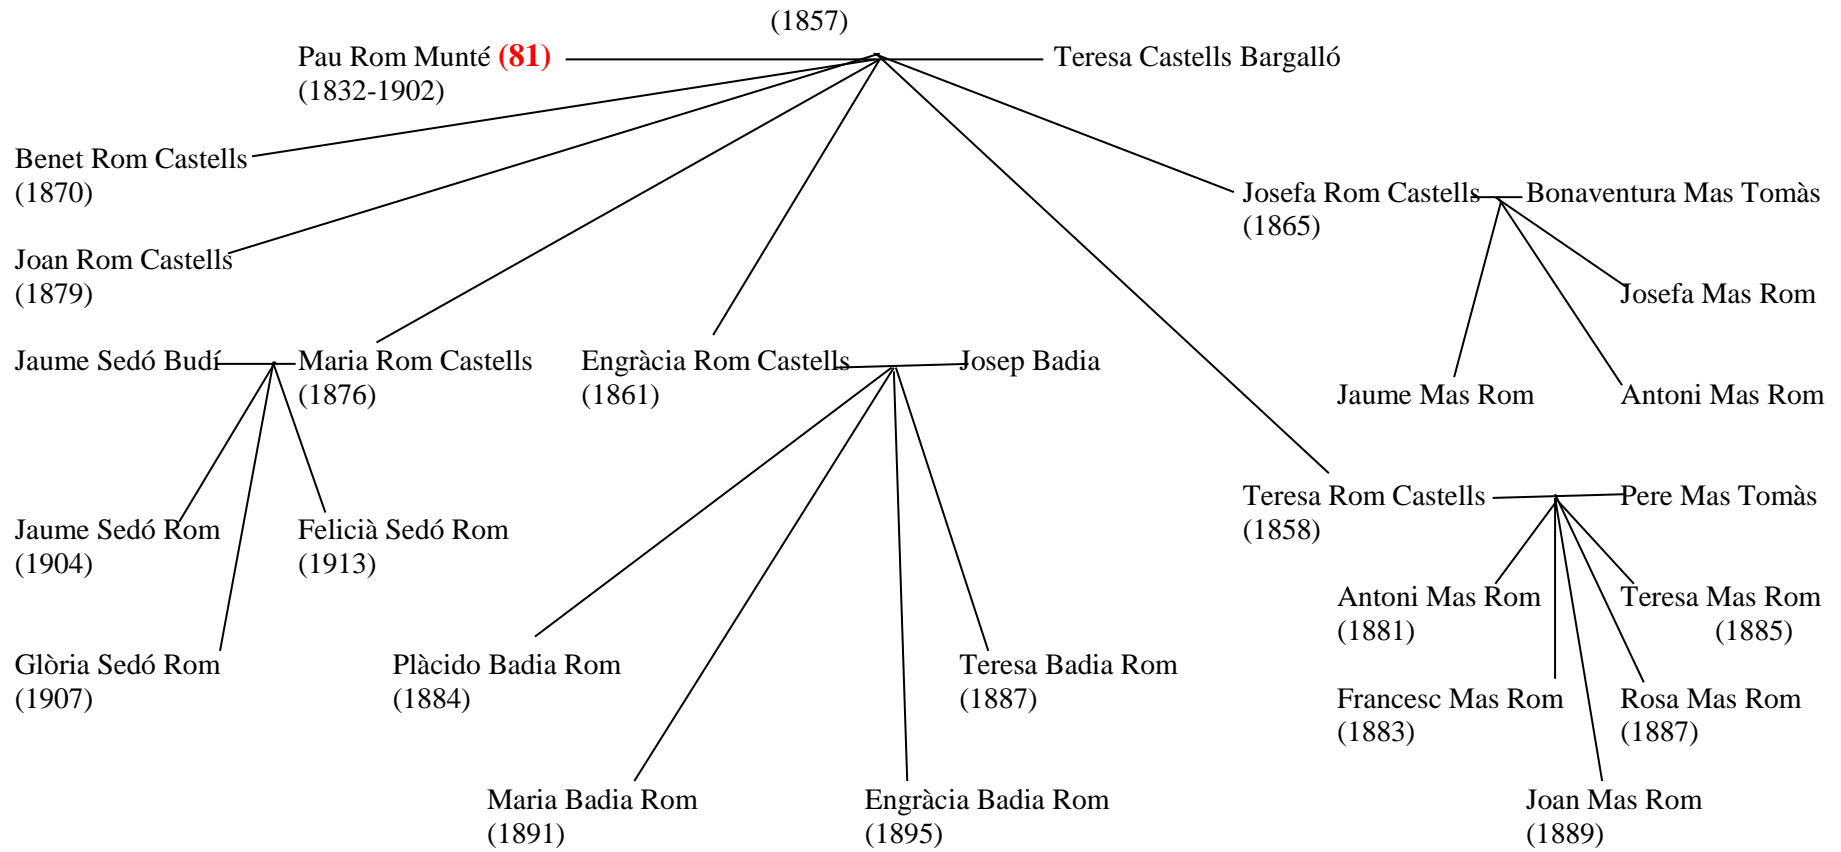 (1857)
Pau Rom Munté (81) Teresa Castells Bargalló
(1832-1902)
Benet Rom Castells
(1870)
Josefa Rom Castells Bonaventura Mas Tomàs
(1865)
Joan Rom Castells
(1879)
Josefa Mas Rom
Jaume Sedó Budí Maria Rom Castells Engràcia Rom Castells Josep Badia
(1876) (1861)
Jaume Mas Rom Antoni Mas Rom
Teresa Rom Castells Pere Mas Tomàs
(1858)
Jaume Sedó Rom Felicià Sedó Rom
(1904) (1913)
Antoni Mas Rom Teresa Mas Rom
(1881) (1885)
Glòria Sedó Rom Plàcido Badia Rom Teresa Badia Rom
(1907) (1884) (1887)
Francesc Mas Rom Rosa Mas Rom
(1883) (1887)
Maria Badia Rom Engràcia Badia Rom Joan Mas Rom
(1891) (1895) (1889)